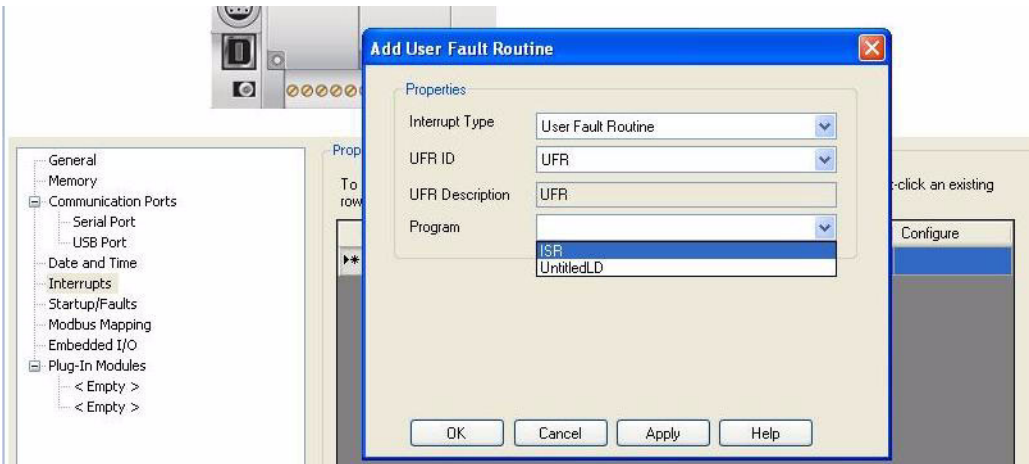 Add User Fault Routine
Properties
Interrupt Type User Fault Routine
UFR ID UFR
UFR Description UFR
Program
ISR
UntitledLD
OK Cancel Apply Help
General
Memory
Communication Ports
Serial Port
USB Port
Date and Time
Interrupts
Startup/Faults
Modbus Mapping
Embedded I/O
Plug-In Modules
< Empty >
< Empty >
Prop
To -click an existing
row
Configure